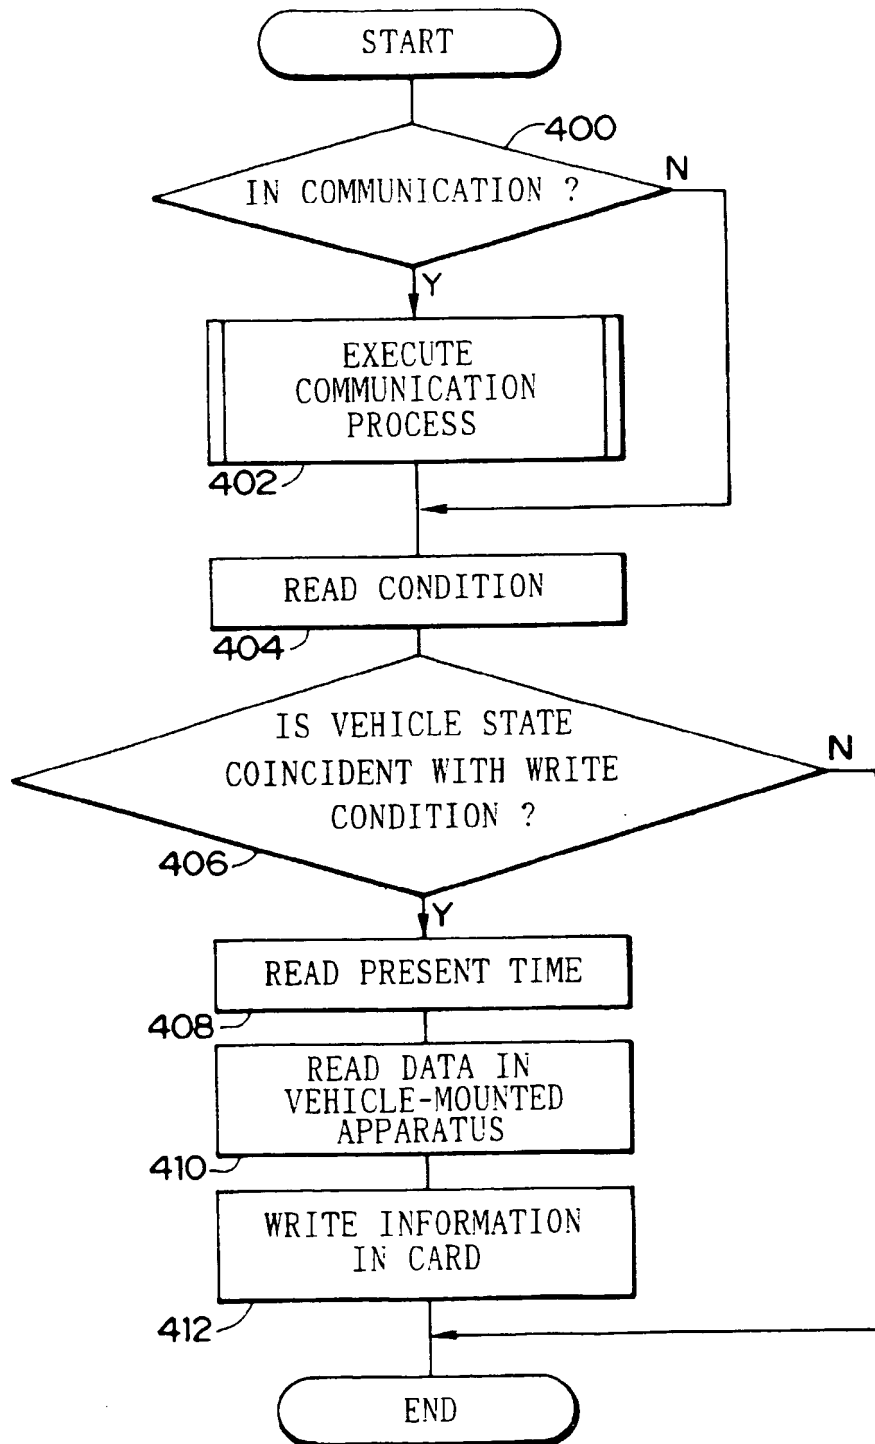 START
400
IN COMMUNICATION ?
N
Y
EXECUTE
COMMUNICATION
PROCESS
402
READ CONDITION
404
IS VEHICLE STATE
COINCIDENT WITH WRITE
CONDITION ?
N
406
Y
READ PRESENT TIME
408
READ DATA IN
VEHICLE-MOUNTED
APPARATUS
410
WRITE INFORMATION
IN CARD
412
END